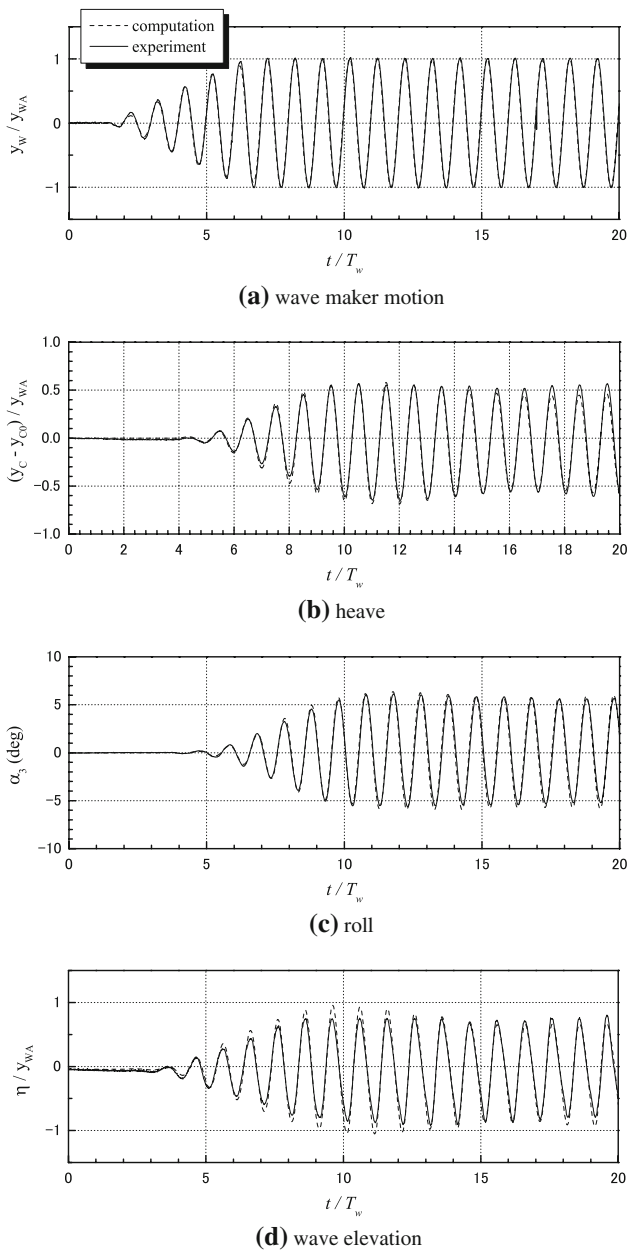 computation
experiment
y_W / y_WA
1
0
−1
0 5 10 15 20
t / T_w
(a) wave maker motion
(y_C - y_C0) / y_WA
1.0
0.5
0.0
−0.5
−1.0
0 2 4 6 8 10 12 14 16 18 20
t / T_w
(b) heave
α_3 (deg)
10
5
0
−5
−10
0 5 10 15 20
t / T_w
(c) roll
η / y_WA
1
0
−1
0 5 10 15 20
t / T_w
(d) wave elevation